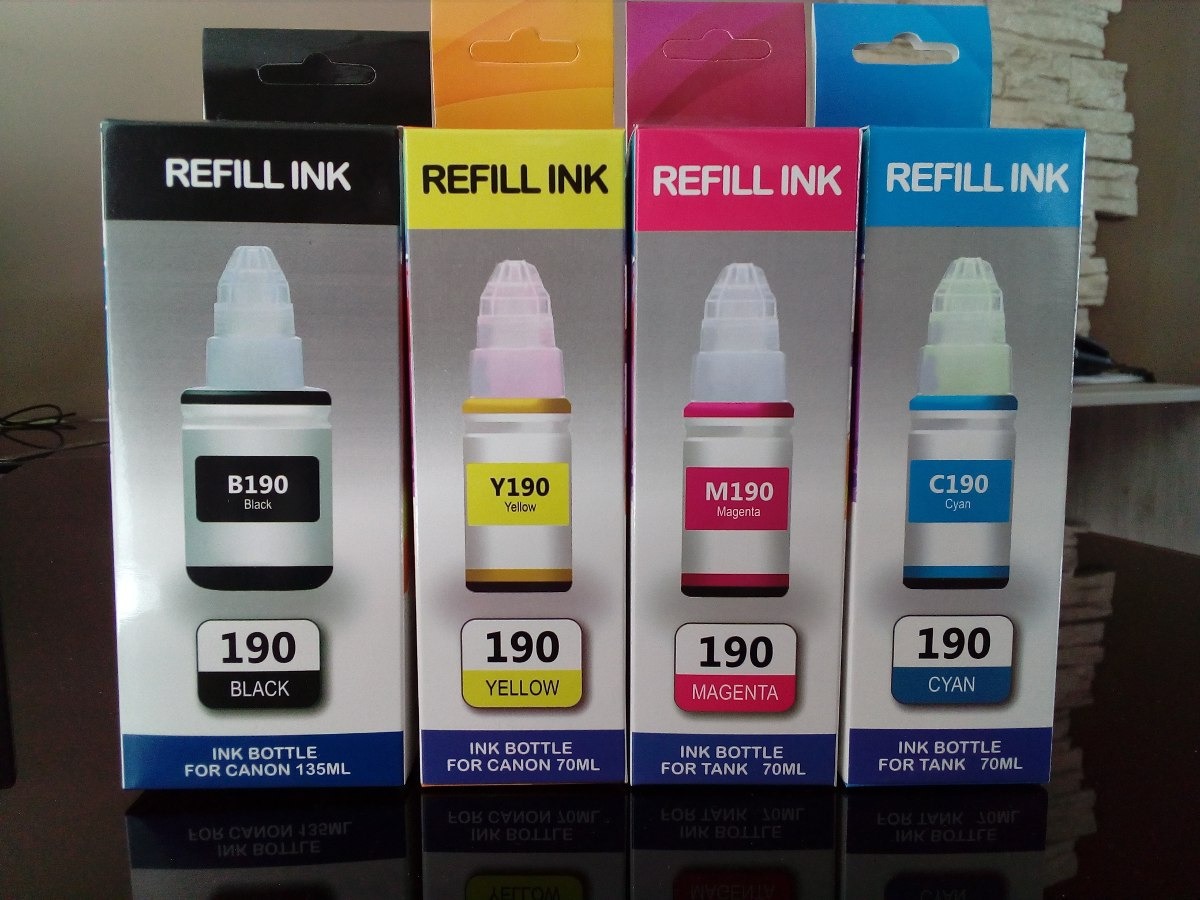 REFILL INK
B190
Black
190
BLACK
INK BOTTLE
FOR CANON 135ML
REFILL INK
Y190
Yellow
190
YELLOW
INK BOTTLE
FOR CANON 70ML
REFILL INK
M190
Magenta
190
MAGENTA
INK BOTTLE
FOR TANK 70ML
REFILL INK
C190
Cyan
190
CYAN
INK BOTTLE
FOR TANK 70ML